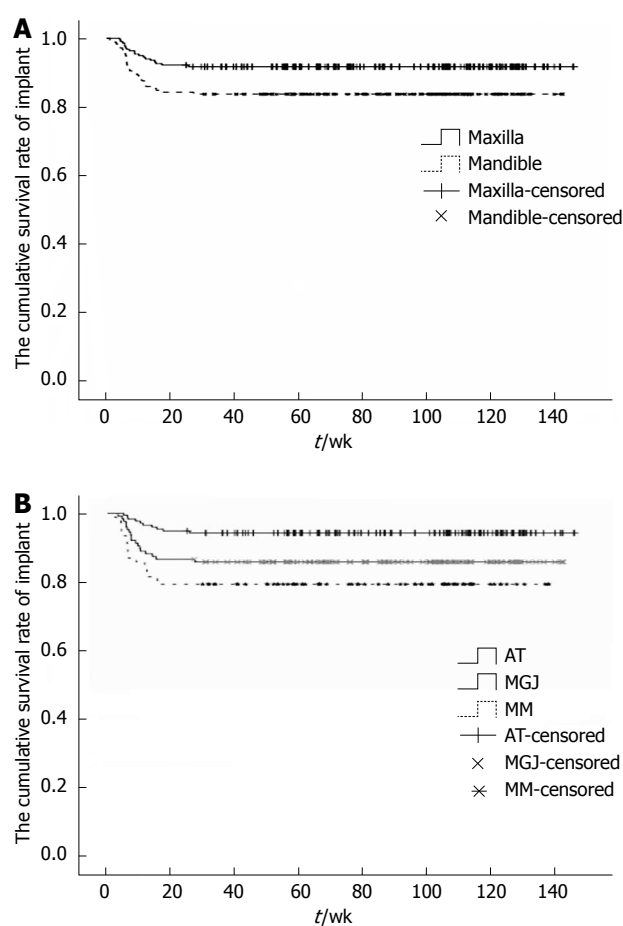 A
The cumulative survival rate of implant
1.0
0.8
0.6
0.4
0.2
0.0
Maxilla
Mandible
Maxilla-censored
Mandible-censored
0 20 40 60 80 100 120 140
t/wk
B
The cumulative survival rate of implant
1.0
0.8
0.6
0.4
0.2
0.0
AT
MGJ
MM
AT-censored
MGJ-censored
MM-censored
0 20 40 60 80 100 120 140
t/wk